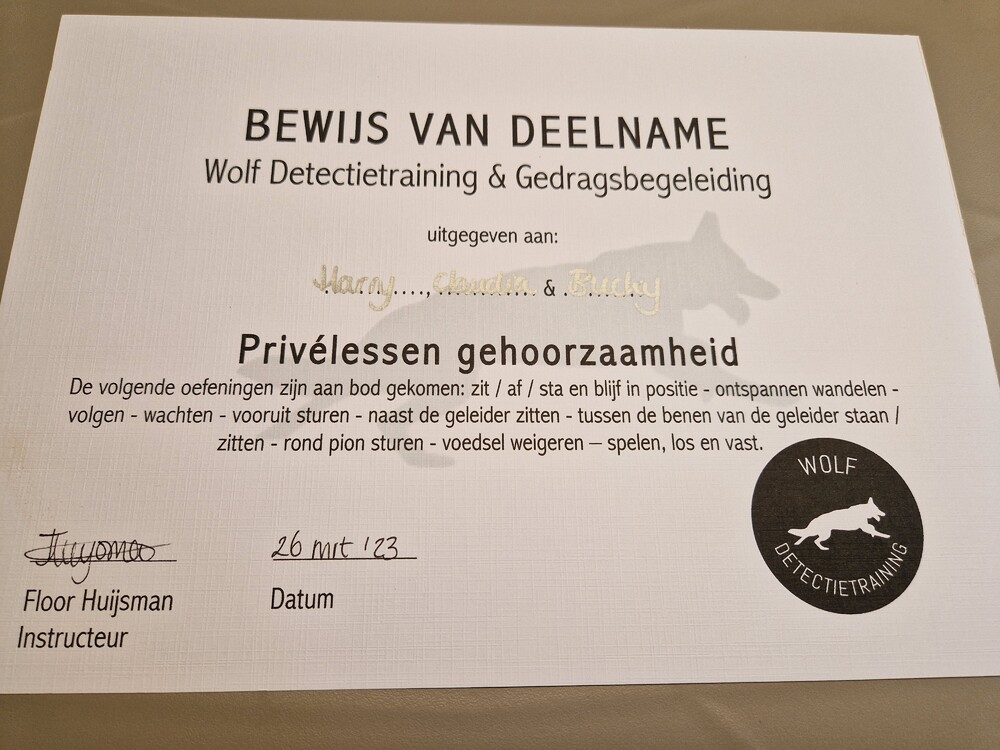 BEWIJS VAN DEELNAME
Wolf Detectietraining & Gedragsbegeleiding
uitgegeven aan:
Harry...., Claudia & Bucky
Privélessen gehoorzaamheid
De volgende oefeningen zijn aan bod gekomen: zit / af / sta en blijf in positie - ontspannen wandelen -
volgen - wachten - vooruit sturen - naast de geleider zitten - tussen de benen van de geleider staan /
zitten - rond pion sturen - voedsel weigeren – spelen, los en vast.
WOLF
DETECTIETRAINING
26 mrt '23
Floor Huijsman
Datum
Instructeur